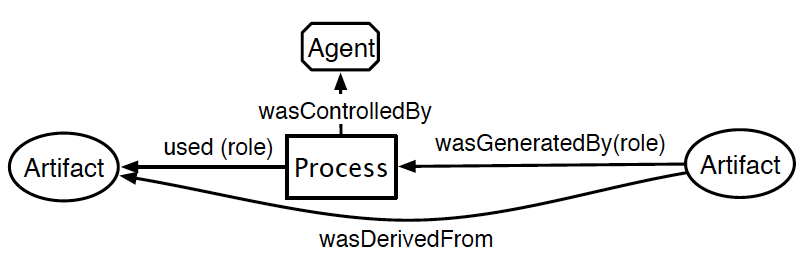 Agent
wasControlledBy
used (role)
wasGeneratedBy(role)
Artifact
Process
Artifact
wasDerivedFrom